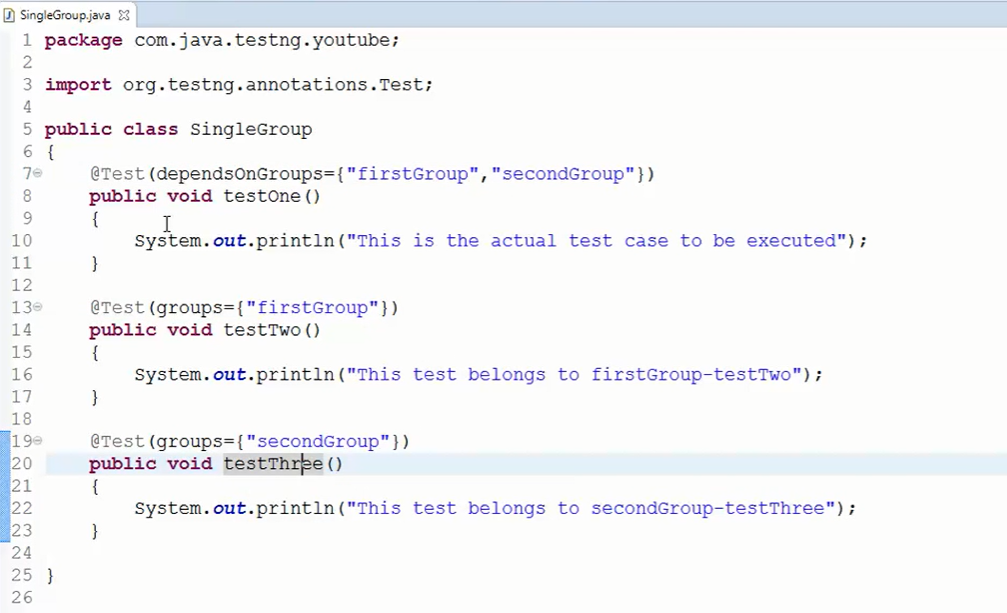 SingleGroup.java
1 package com.java.testng.youtube;
2
3 import org.testng.annotations.Test;
4
5 public class SingleGroup
6 {
7 @Test(dependsOnGroups={"firstGroup","secondGroup"})
8 public void testOne()
9 {
10 System.out.println("This is the actual test case to be executed");
11 }
12
13 @Test(groups={"firstGroup"})
14 public void testTwo()
15 {
16 System.out.println("This test belongs to firstGroup-testTwo");
17 }
18
19 @Test(groups={"secondGroup"})
20 public void testThree()
21 {
22 System.out.println("This test belongs to secondGroup-testThree");
23 }
24
25 }
26